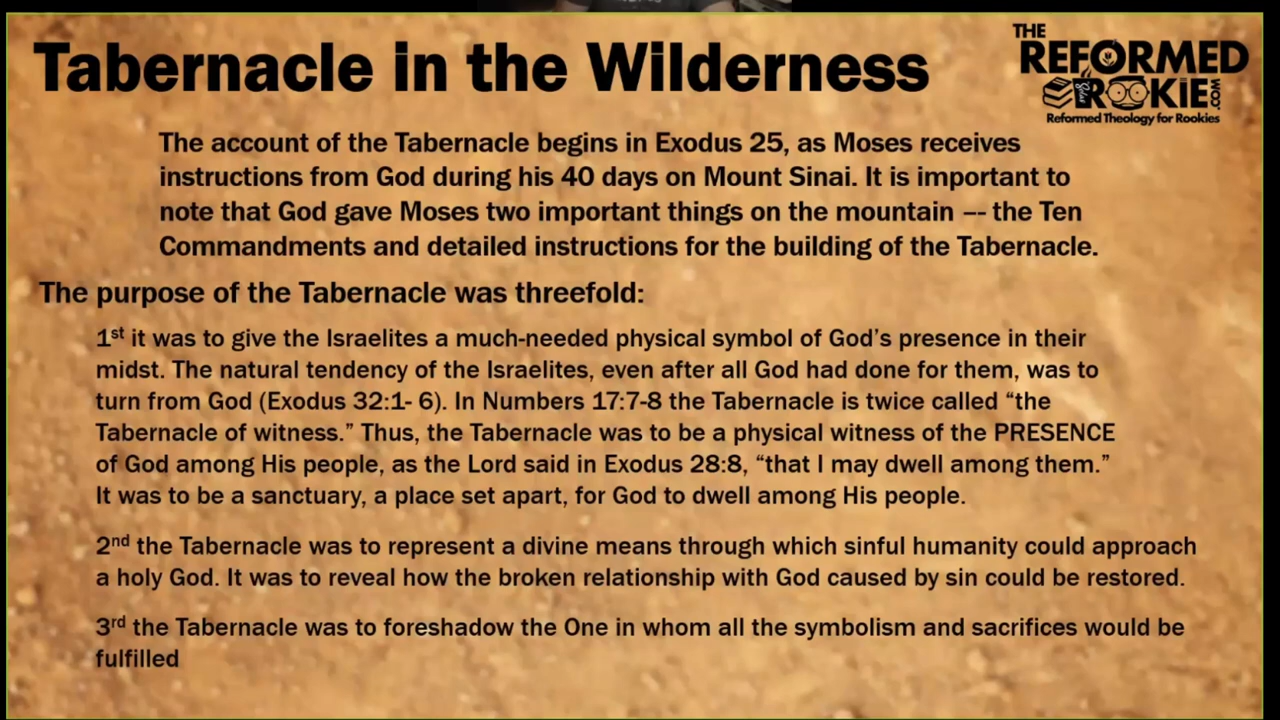 Tabernacle in the Wilderness
THE
REFORMED
ROOKIE
.COM
Reformed Theology for Rookies
The account of the Tabernacle begins in Exodus 25, as Moses receives
instructions from God during his 40 days on Mount Sinai. It is important to
note that God gave Moses two important things on the mountain –- the Ten
Commandments and detailed instructions for the building of the Tabernacle.
The purpose of the Tabernacle was threefold:
1st it was to give the Israelites a much-needed physical symbol of God’s presence in their
midst. The natural tendency of the Israelites, even after all God had done for them, was to
turn from God (Exodus 32:1- 6). In Numbers 17:7-8 the Tabernacle is twice called “the
Tabernacle of witness.” Thus, the Tabernacle was to be a physical witness of the PRESENCE
of God among His people, as the Lord said in Exodus 28:8, “that I may dwell among them.”
It was to be a sanctuary, a place set apart, for God to dwell among His people.
2nd the Tabernacle was to represent a divine means through which sinful humanity could approach
a holy God. It was to reveal how the broken relationship with God caused by sin could be restored.
3rd the Tabernacle was to foreshadow the One in whom all the symbolism and sacrifices would be
fulfilled